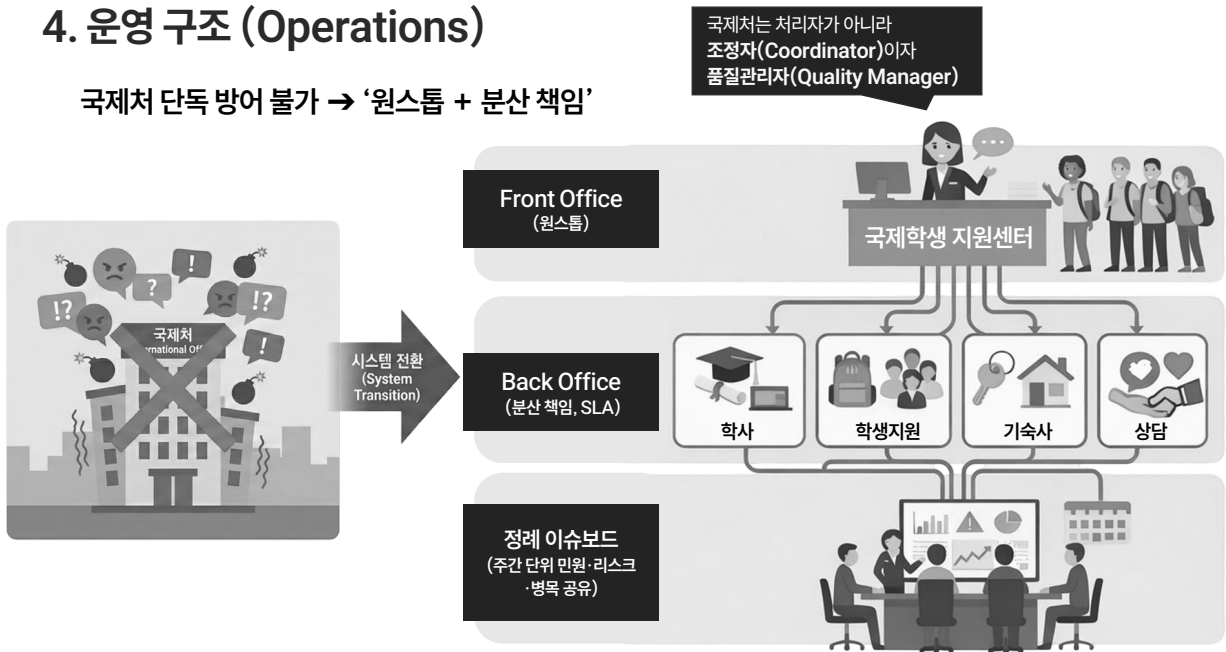 4. 운영 구조 (Operations)
국제처 단독 방어 불가 ➔ ‘원스톱 + 분산 책임’
국제처는 처리자가 아니라
조정자(Coordinator)이자
품질관리자(Quality Manager)
!
?
!?
!?
!
국제처
ernational Off
시스템 전환
(System
Transition)
Front Office
(원스톱)
국제학생 지원센터
Back Office
(분산 책임, SLA)
학사
학생지원
기숙사
상담
정례 이슈보드
(주간 단위 민원·리스크
·병목 공유)